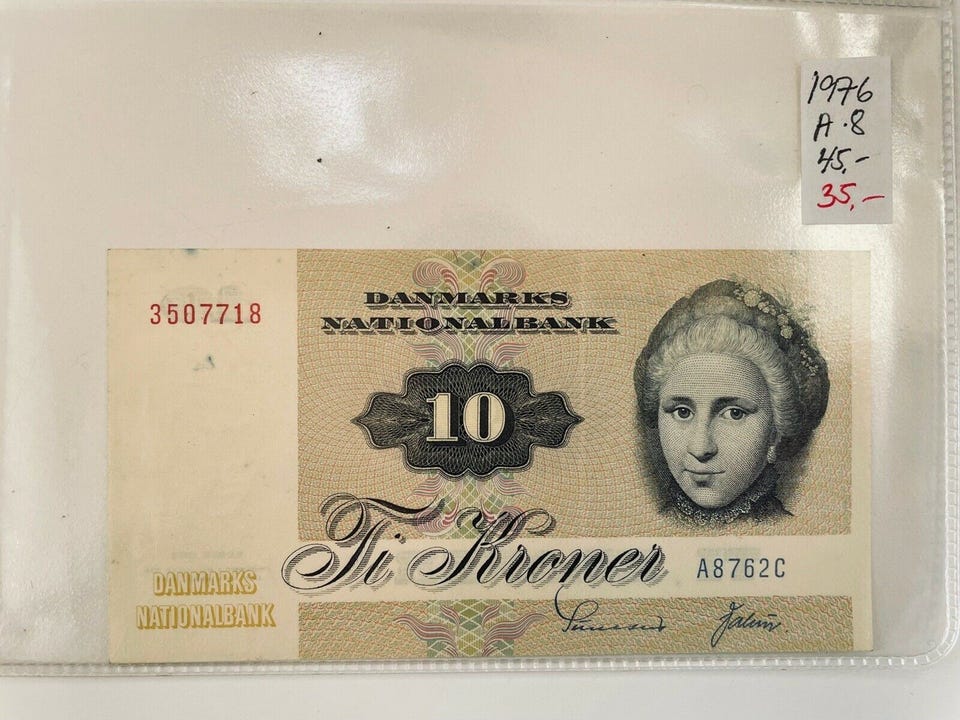 1976
A.8
45,-
35,-
3507718
DANMARKS
NATIONALBANK
10
Ti Kroner
A8762C
DANMARKS
NATIONALBANK